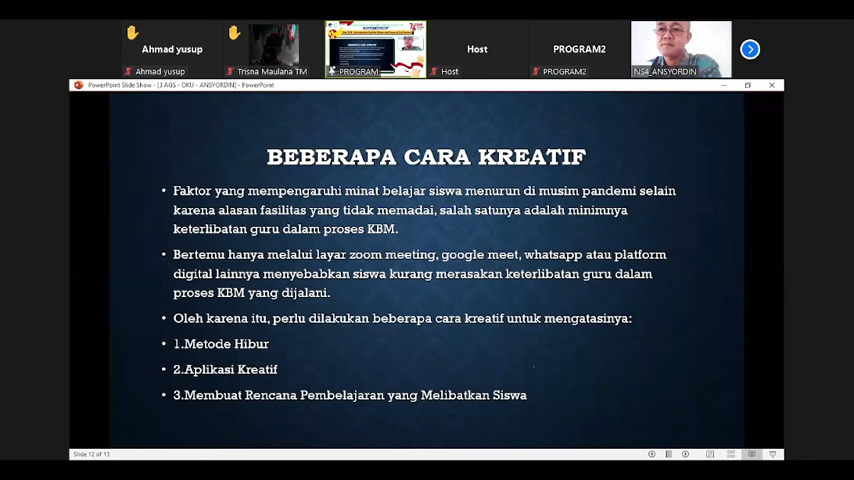 Ahmad yusup
Host
PROGRAM2
Ahmad yusup
Trisna Maulana TM
PROGRAM
Host
PROGRAM2
NS4_ANSYORDIN
PowerPoint Slide Show - [J AGS - OKU - ANSYORDIN] - PowerPoint
BEBERAPA CARA KREATIF
• Faktor yang mempengaruhi minat belajar siswa menurun di musim pandemi selain
karena alasan fasilitas yang tidak memadai, salah satunya adalah minimnya
keterlibatan guru dalam proses KBM.
• Bertemu hanya melalui layar zoom meeting, google meet, whatsapp atau platform
digital lainnya menyebabkan siswa kurang merasakan keterlibatan guru dalam
proses KBM yang dijalani.
• Oleh karena itu, perlu dilakukan beberapa cara kreatif untuk mengatasinya:
• 1.Metode Hibur
• 2.Aplikasi Kreatif
• 3.Membuat Rencana Pembelajaran yang Melibatkan Siswa
Slide 12 of 13